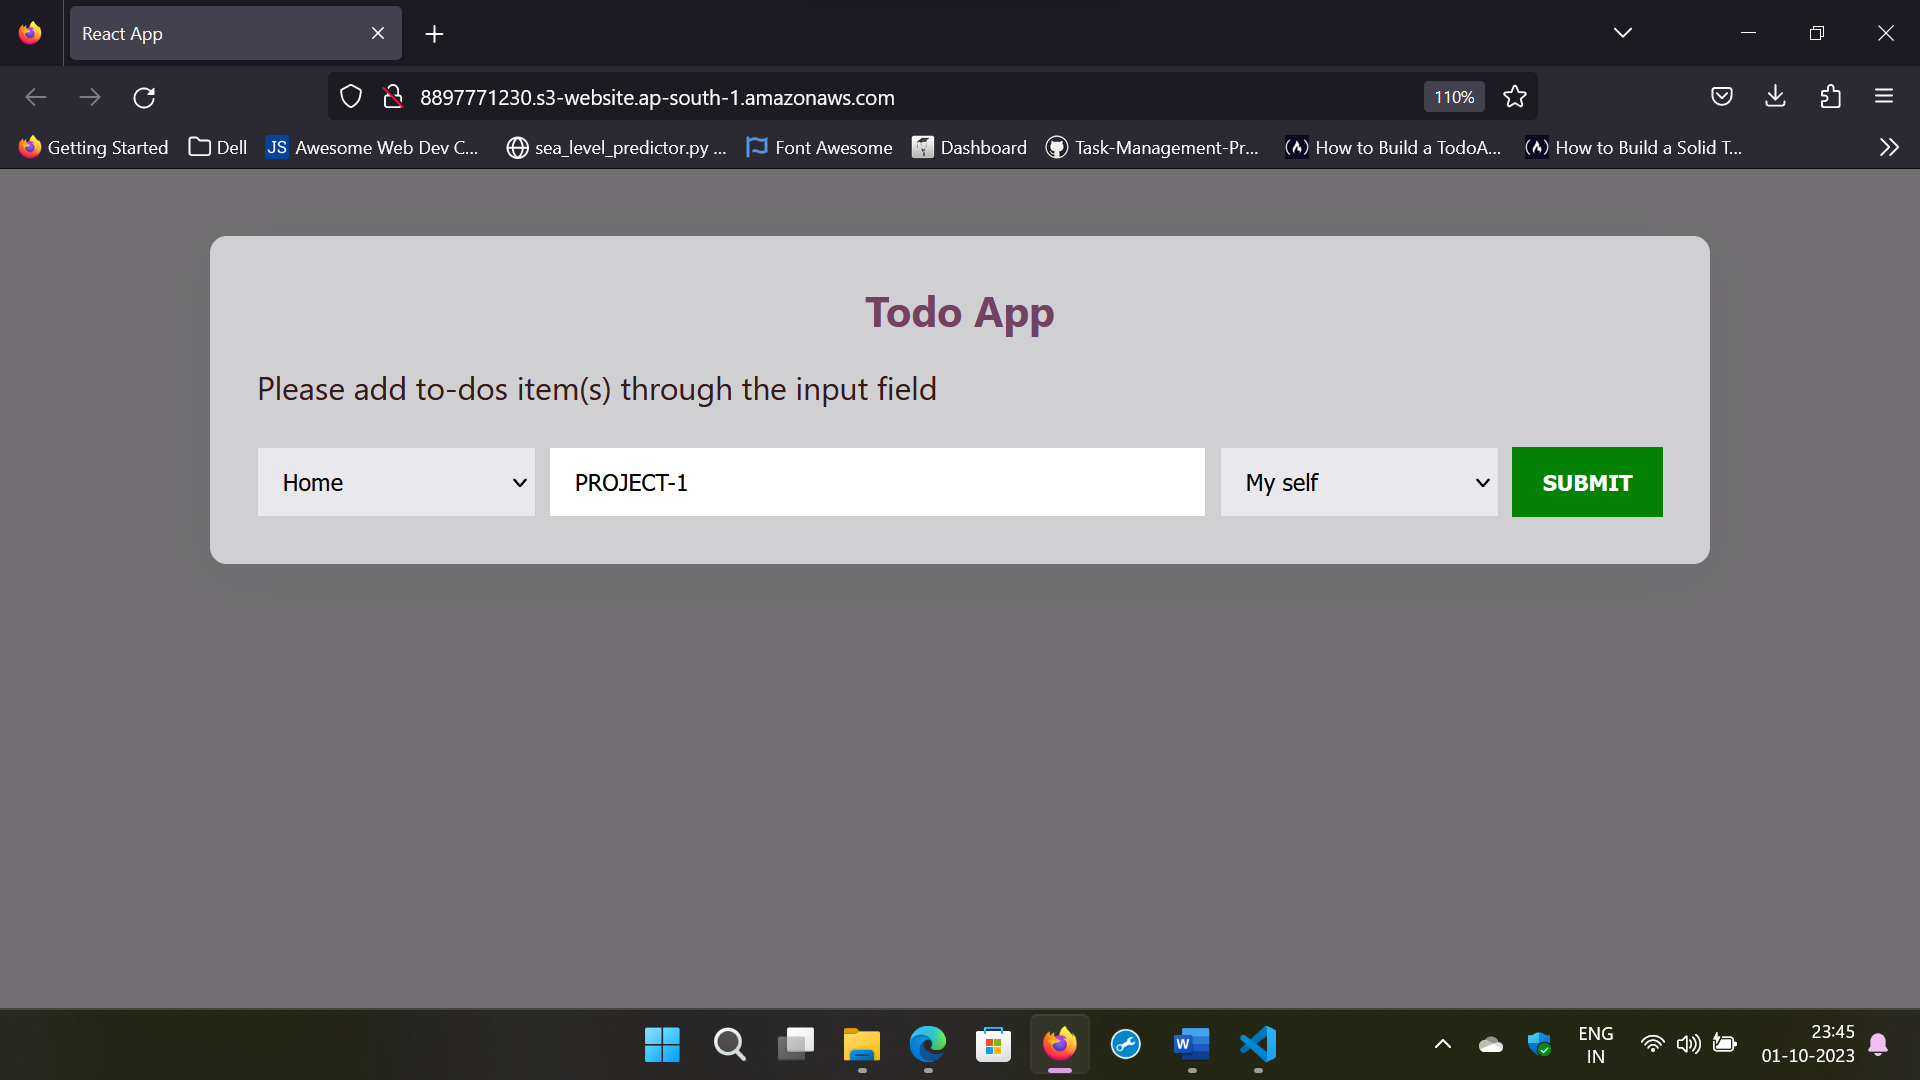 React App
8897771230.s3-website.ap-south-1.amazonaws.com 110%
Getting Started Dell JS Awesome Web Dev C... sea_level_predictor.py ... Font Awesome Dashboard Task-Management-Pr... How to Build a TodoA... How to Build a Solid T...
Todo App
Please add to-dos item(s) through the input field
Home PROJECT-1 My self SUBMIT
W ENG 23:45
IN 01-10-2023